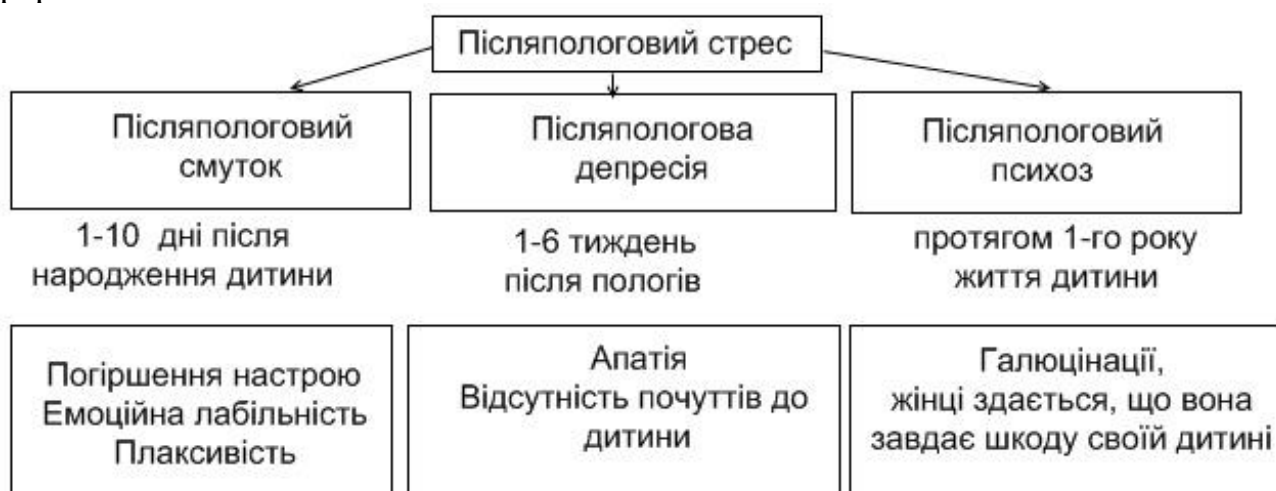 Післяпологовий стрес
Післяпологовий
смуток
Післяпологова
депресія
Післяпологовий
психоз
1-10 дні після
народження дитини
1-6 тиждень
після пологів
протягом 1-го року
життя дитини
Погіршення настрою
Емоційна лабільність
Плаксивість
Апатія
Відсутність почуттів до
дитини
Галюцінації,
жінці здається, що вона
завдає шкоду своїй дитині